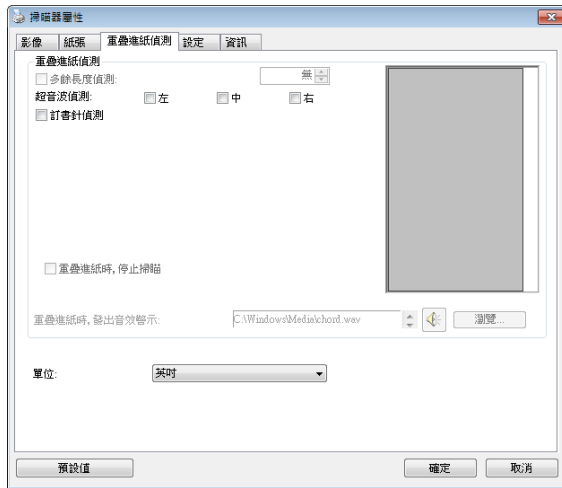 掃瞄器屬性
影像 紙張 重疊進紙偵測 設定 資訊
重疊進紙偵測
多餘長度偵測: 無
超音波偵測: 左 中 右
訂書針偵測
重疊進紙時, 停止掃瞄
重疊進紙時, 發出音效警示: C:\Windows\Media\chord.wav 瀏覽...
單位: 英吋
預設值 確定 取消